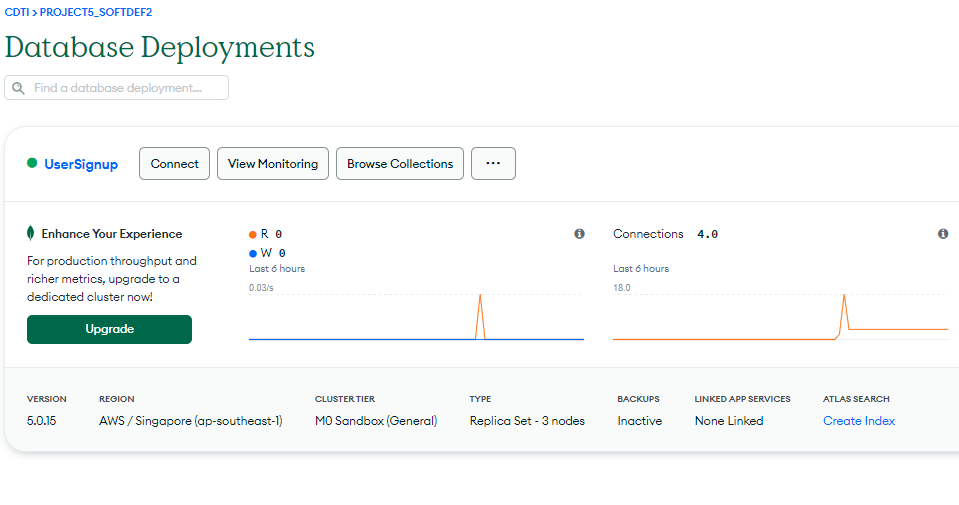 CDTI > PROJECT5_SOFTDEF2
Database Deployments
Find a database deployment...
UserSignup
Connect
View Monitoring
Browse Collections
...
Enhance Your Experience
For production throughput and
richer metrics, upgrade to a
dedicated cluster now!
Upgrade
R 0
W 0
Last 6 hours
0.03/s
Connections 4.0
Last 6 hours
18.0
VERSION
5.0.15
REGION
AWS / Singapore (ap-southeast-1)
CLUSTER TIER
M0 Sandbox (General)
TYPE
Replica Set - 3 nodes
BACKUPS
Inactive
LINKED APP SERVICES
None Linked
ATLAS SEARCH
Create Index